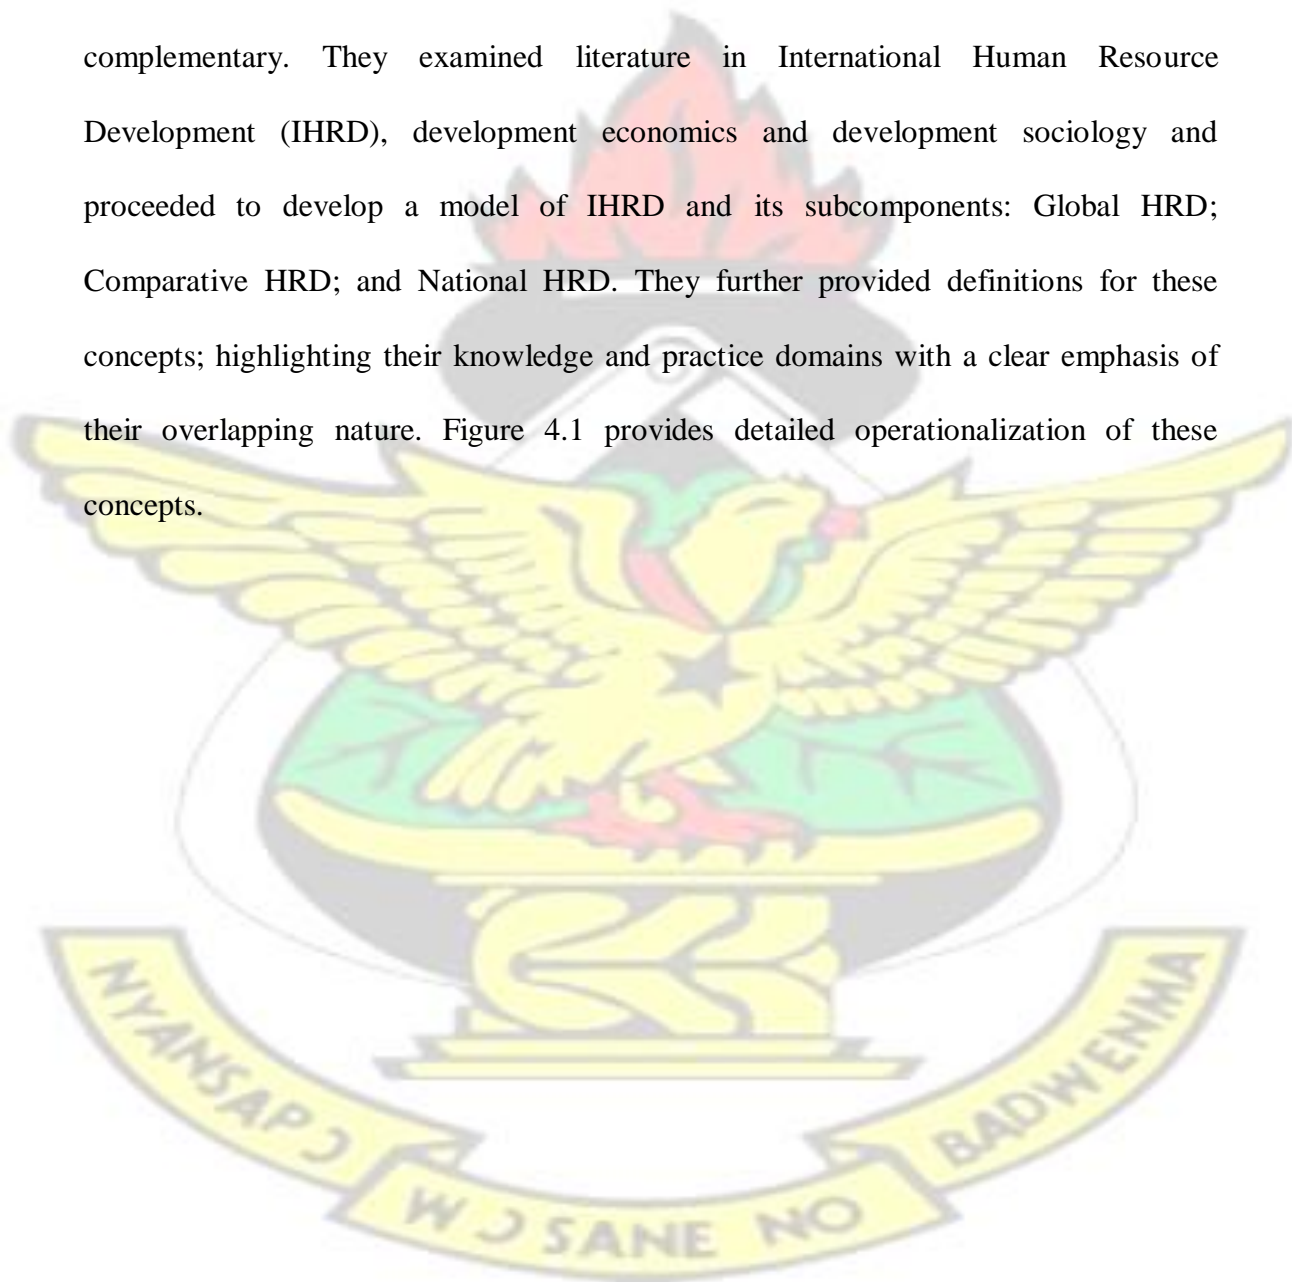 complementary. They examined literature in International Human Resource
Development (IHRD), development economics and development sociology and
proceeded to develop a model of IHRD and its subcomponents: Global HRD;
Comparative HRD; and National HRD. They further provided definitions for these
concepts; highlighting their knowledge and practice domains with a clear emphasis of
their overlapping nature. Figure 4.1 provides detailed operationalization of these
concepts.
NYANSAPƆ
WƆSANE NO
BADWENMA